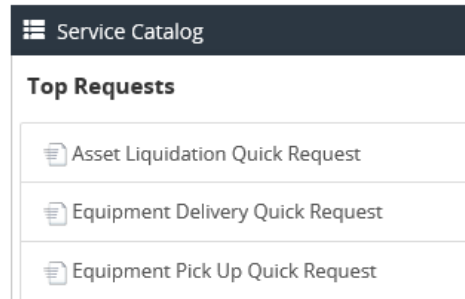 Service Catalog
Top Requests
Asset Liquidation Quick Request
Equipment Delivery Quick Request
Equipment Pick Up Quick Request